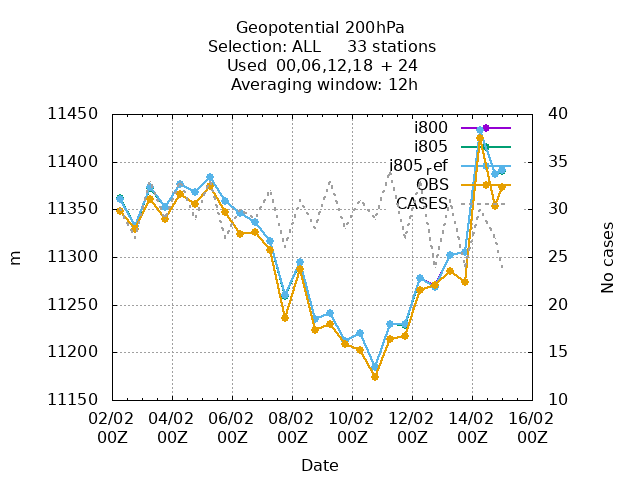 Geopotential 200hPa
Selection: ALL 33 stations
Used 00,06,12,18 + 24
Averaging window: 12h
11450 40
i800
i805
11400 i805_ref 35
OBS
11350 CASES 30
11300 25
m No cases
11250 20
11200 15
11150 10
02/02 04/02 06/02 08/02 10/02 12/02 14/02 16/02
00Z 00Z 00Z 00Z 00Z 00Z 00Z 00Z
Date